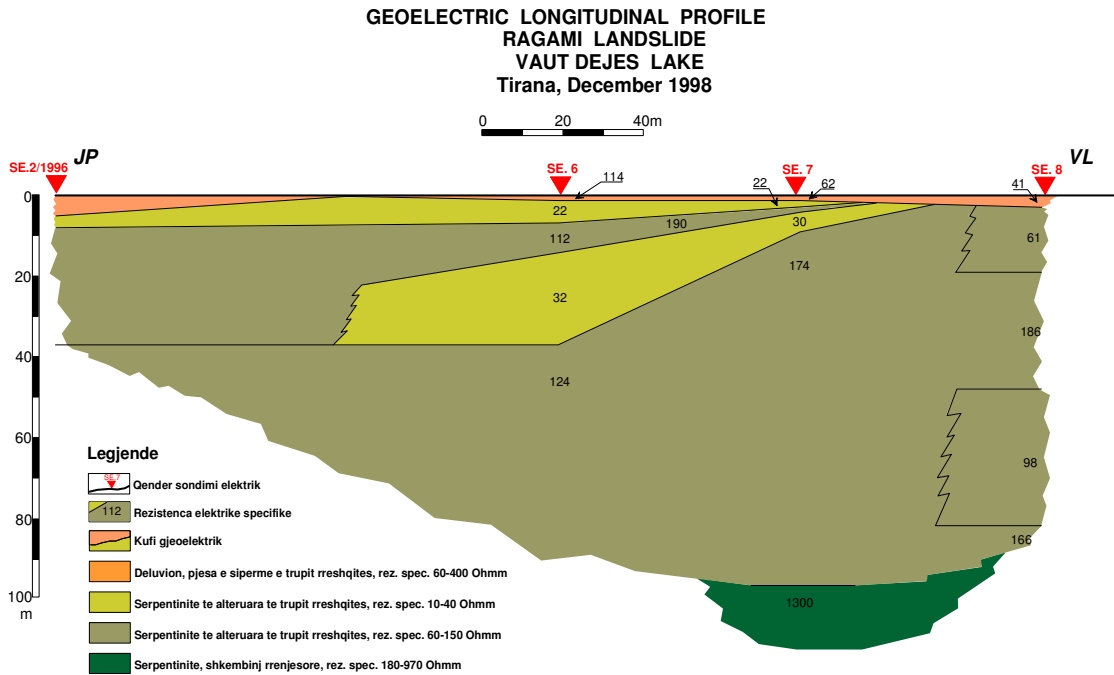 GEOELECTRIC LONGITUDINAL PROFILE
RAGAMI LANDSLIDE
VAUT DEJES LAKE
Tirana, December 1998
0 20 40m
JP
VL
SE.2/1996
SE. 6
SE. 7
SE. 8
114
22
62
41
0
22
190
30
61
112
20
174
32
186
40
124
60
98
80
166
100
m
1300
Legjende
SE.7
Qender sondimi elektrik
112
Rezistenca elektrike specifike
Kufi gjeoelektrik
Deluvion, pjesa e siperme e trupit rreshqites, rez. spec. 60-400 Ohmm
Serpentinite te alteruara te trupit rreshqites, rez. spec. 10-40 Ohmm
Serpentinite te alteruara te trupit rreshqites, rez. spec. 60-150 Ohmm
Serpentinite, shkembinj rrenjesore, rez. spec. 180-970 Ohmm